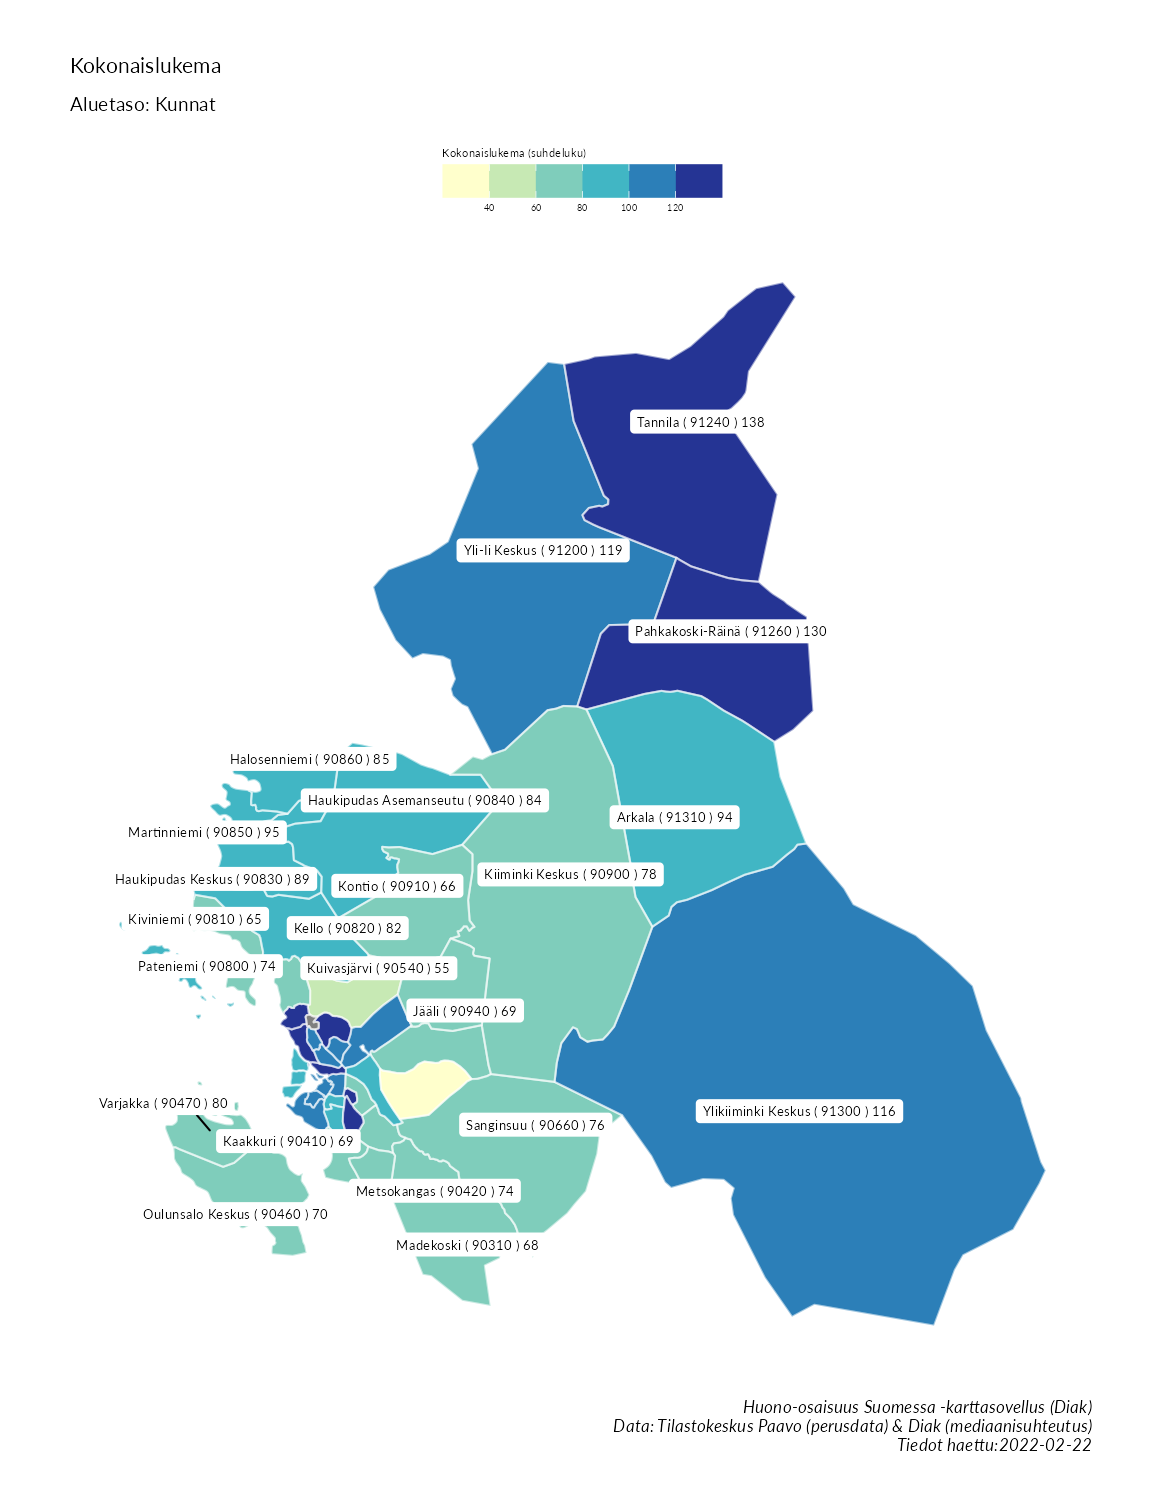 Kokonaislukema
Aluetaso: Kunnat
Kokonaislukema (suhdeluku)
40 60 80 100 120
Tannila ( 91240 ) 138
Yli-Ii Keskus ( 91200 ) 119
Pahkakoski-Räinä ( 91260 ) 130
Halosenniemi ( 90860 ) 85
Haukipudas Asemanseutu ( 90840 ) 84
Arkala ( 91310 ) 94
Martinniemi ( 90850 ) 95
Kiiminki Keskus ( 90900 ) 78
Haukipudas Keskus ( 90830 ) 89
Kontio ( 90910 ) 66
Kiviniemi ( 90810 ) 65
Kello ( 90820 ) 82
Pateniemi ( 90800 ) 74
Kuivasjärvi ( 90540 ) 55
Jääli ( 90940 ) 69
Varjakka ( 90470 ) 80
Ylikiiminki Keskus ( 91300 ) 116
Sanginsuu ( 90660 ) 76
Kaakkuri ( 90410 ) 69
Metsokangas ( 90420 ) 74
Oulunsalo Keskus ( 90460 ) 70
Madekoski ( 90310 ) 68
Huono-osaisuus Suomessa -karttasovellus (Diak)
Data: Tilastokeskus Paavo (perusdata) & Diak (mediaanisuhteutus)
Tiedot haettu:2022-02-22